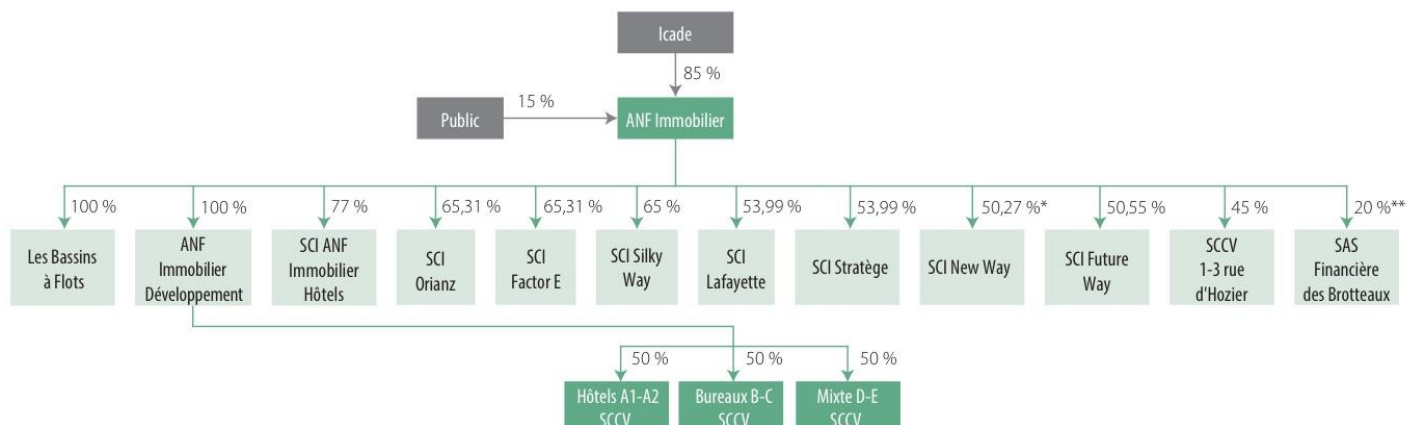 Icade
85 %
15 %
Public
ANF Immobilier
100 %
100 %
77 %
65,31 %
65,31 %
65 %
53,99 %
53,99 %
50,27 %*
50,55 %
45 %
20 %**
Les Bassins
à Flots
ANF
Immobilier
Développement
SCI ANF
Immobilier
Hôtels
SCI
Orianz
SCI
Factor E
SCI Silky
Way
SCI
Lafayette
SCI Stratège
SCI New Way
SCI Future
Way
SCCV
1-3 rue
d'Hozier
SAS
Financière
des Brotteaux
50 %
50 %
50 %
Hôtels A1-A2
SCCV
Bureaux B-C
SCCV
Mixte D-E
SCCV